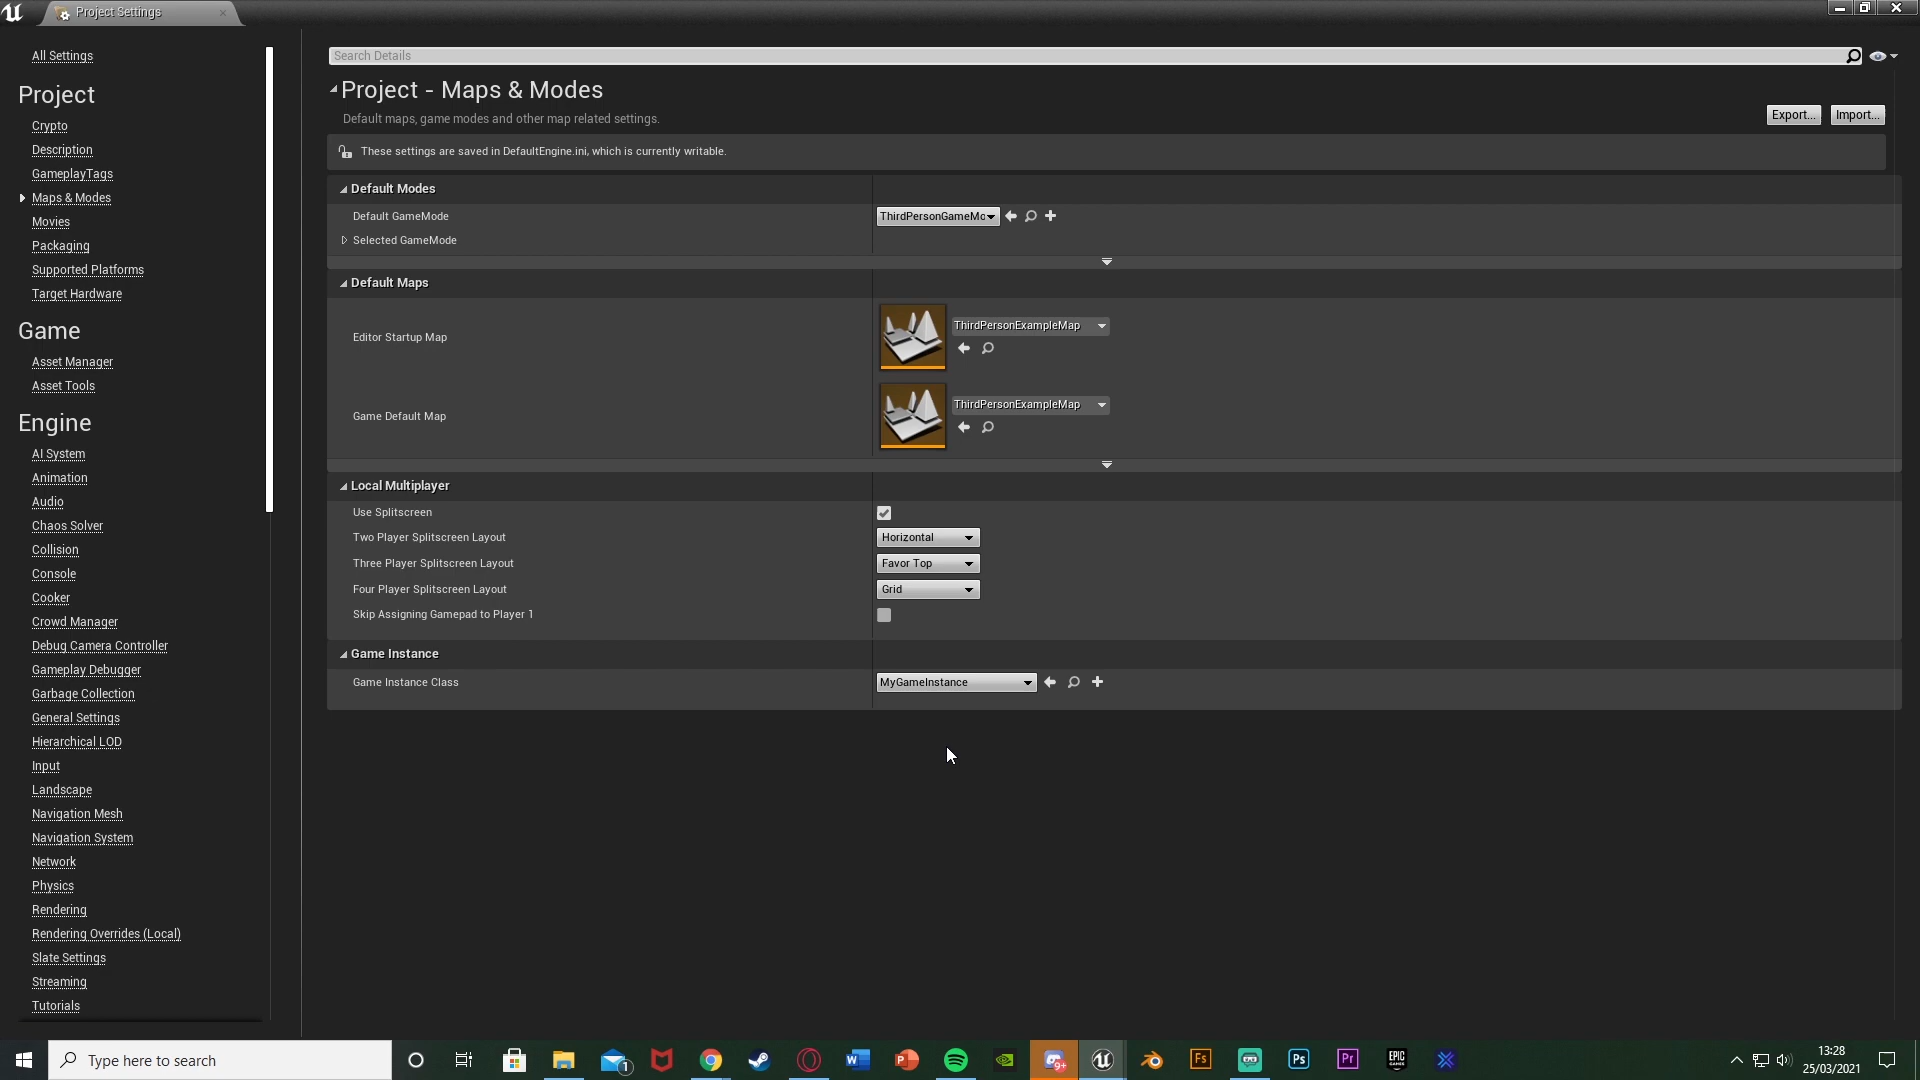 Project Settings
All Settings
Project
Crypto
Description
GameplayTags
Maps & Modes
Movies
Packaging
Supported Platforms
Target Hardware
Game
Asset Manager
Asset Tools
Engine
AI System
Animation
Audio
Chaos Solver
Collision
Console
Cooker
Crowd Manager
Debug Camera Controller
Gameplay Debugger
Garbage Collection
General Settings
Hierarchical LOD
Input
Landscape
Navigation Mesh
Navigation System
Network
Physics
Rendering
Rendering Overrides (Local)
Slate Settings
Streaming
Tutorials
Search Details
Project - Maps & Modes
Default maps, game modes and other map related settings.
Export... Import...
These settings are saved in DefaultEngine.ini, which is currently writable.
Default Modes
Default GameMode ThirdPersonGameMo
Selected GameMode
Default Maps
Editor Startup Map ThirdPersonExampleMap
Game Default Map ThirdPersonExampleMap
Local Multiplayer
Use Splitscreen
Two Player Splitscreen Layout Horizontal
Three Player Splitscreen Layout Favor Top
Four Player Splitscreen Layout Grid
Skip Assigning Gamepad to Player 1
Game Instance
Game Instance Class MyGameInstance
Type here to search
1
W
P
9+
Fs
Ps
Pr
EPIC
GAMES
13:28
25/03/2021